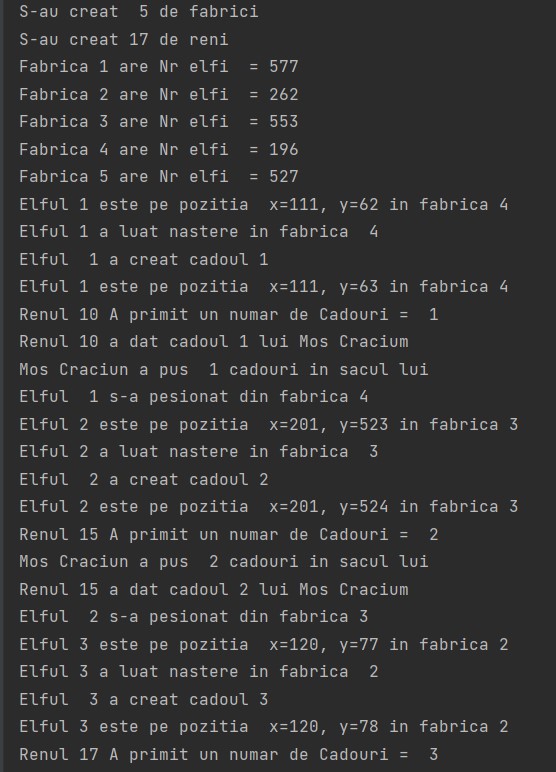 S-au creat  5 de fabrici
S-au creat 17 de reni
Fabrica 1 are Nr elfi  = 577
Fabrica 2 are Nr elfi  = 262
Fabrica 3 are Nr elfi  = 553
Fabrica 4 are Nr elfi  = 196
Fabrica 5 are Nr elfi  = 527
Elful 1 este pe pozitia  x=111, y=62 in fabrica 4
Elful 1 a luat nastere in fabrica  4
Elful  1 a creat cadoul 1
Elful 1 este pe pozitia  x=111, y=63 in fabrica 4
Renul 10 A primit un numar de Cadouri =  1
Renul 10 a dat cadoul 1 lui Mos Cracium
Mos Craciun a pus  1 cadouri in sacul lui
Elful  1 s-a pesionat din fabrica 4
Elful 2 este pe pozitia  x=201, y=523 in fabrica 3
Elful 2 a luat nastere in fabrica  3
Elful  2 a creat cadoul 2
Elful 2 este pe pozitia  x=201, y=524 in fabrica 3
Renul 15 A primit un numar de Cadouri =  2
Mos Craciun a pus  2 cadouri in sacul lui
Renul 15 a dat cadoul 2 lui Mos Cracium
Elful  2 s-a pesionat din fabrica 3
Elful 3 este pe pozitia  x=120, y=77 in fabrica 2
Elful 3 a luat nastere in fabrica  2
Elful  3 a creat cadoul 3
Elful 3 este pe pozitia  x=120, y=78 in fabrica 2
Renul 17 A primit un numar de Cadouri =  3